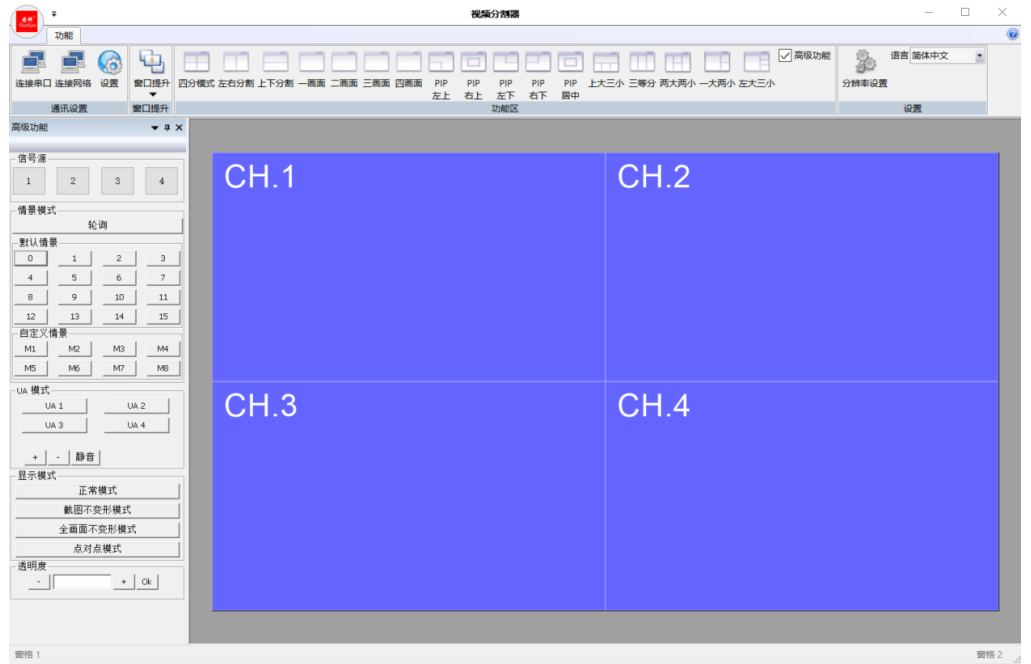 视频分割器
功能
连接串口 连接网络 设置 窗口提升 四分模式 左右分割 上下分割 一画面 二画面 三画面 四画面 PIP 左上 PIP 右上 PIP 左下 PIP 右下 PIP 居中 上大三小 三等分 两大两小 一大两小 左大三小 高级功能 分辨率设置 语言 简体中文
通讯设置 窗口提升 功能区 设置
高级功能
信号源
1 2 3 4
情景模式
轮询
默认情景
0 1 2 3
4 5 6 7
8 9 10 11
12 13 14 15
自定义情景
M1 M2 M3 M4
M5 M6 M7 M8
UA 模式
UA 1 UA 2
UA 3 UA 4
+ - 静音
显示模式
正常模式
截图不变形模式
全画面不变形模式
点对点模式
透明度
- + Ok
CH.1 CH.2
CH.3 CH.4
窗格 1 窗格 2